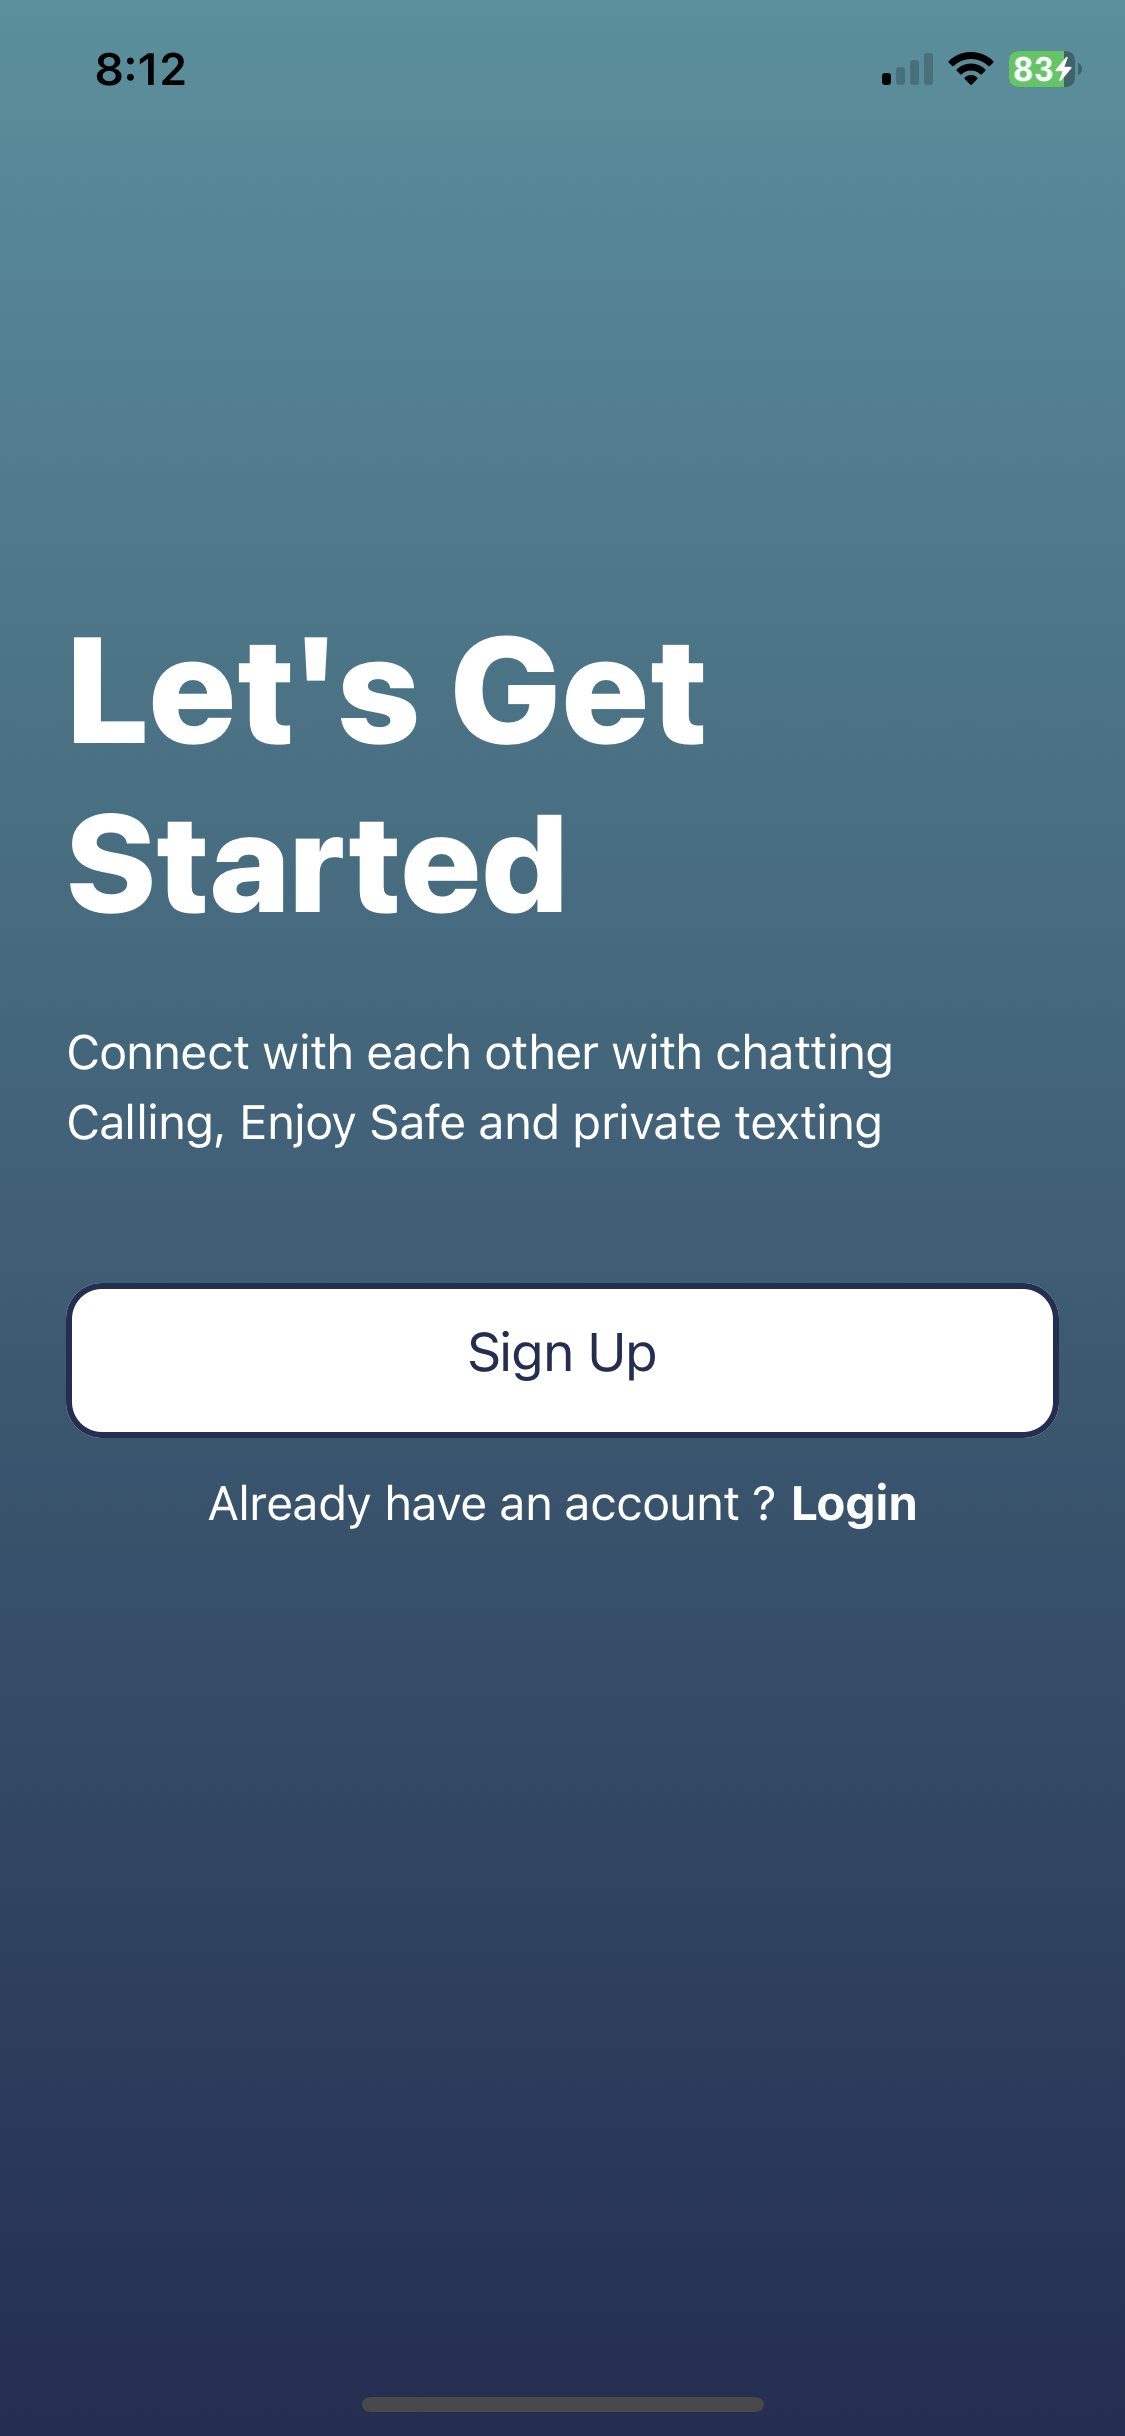 8:12
83
Let's Get
Started
Connect with each other with chatting
Calling, Enjoy Safe and private texting
Sign Up
Already have an account ? Login